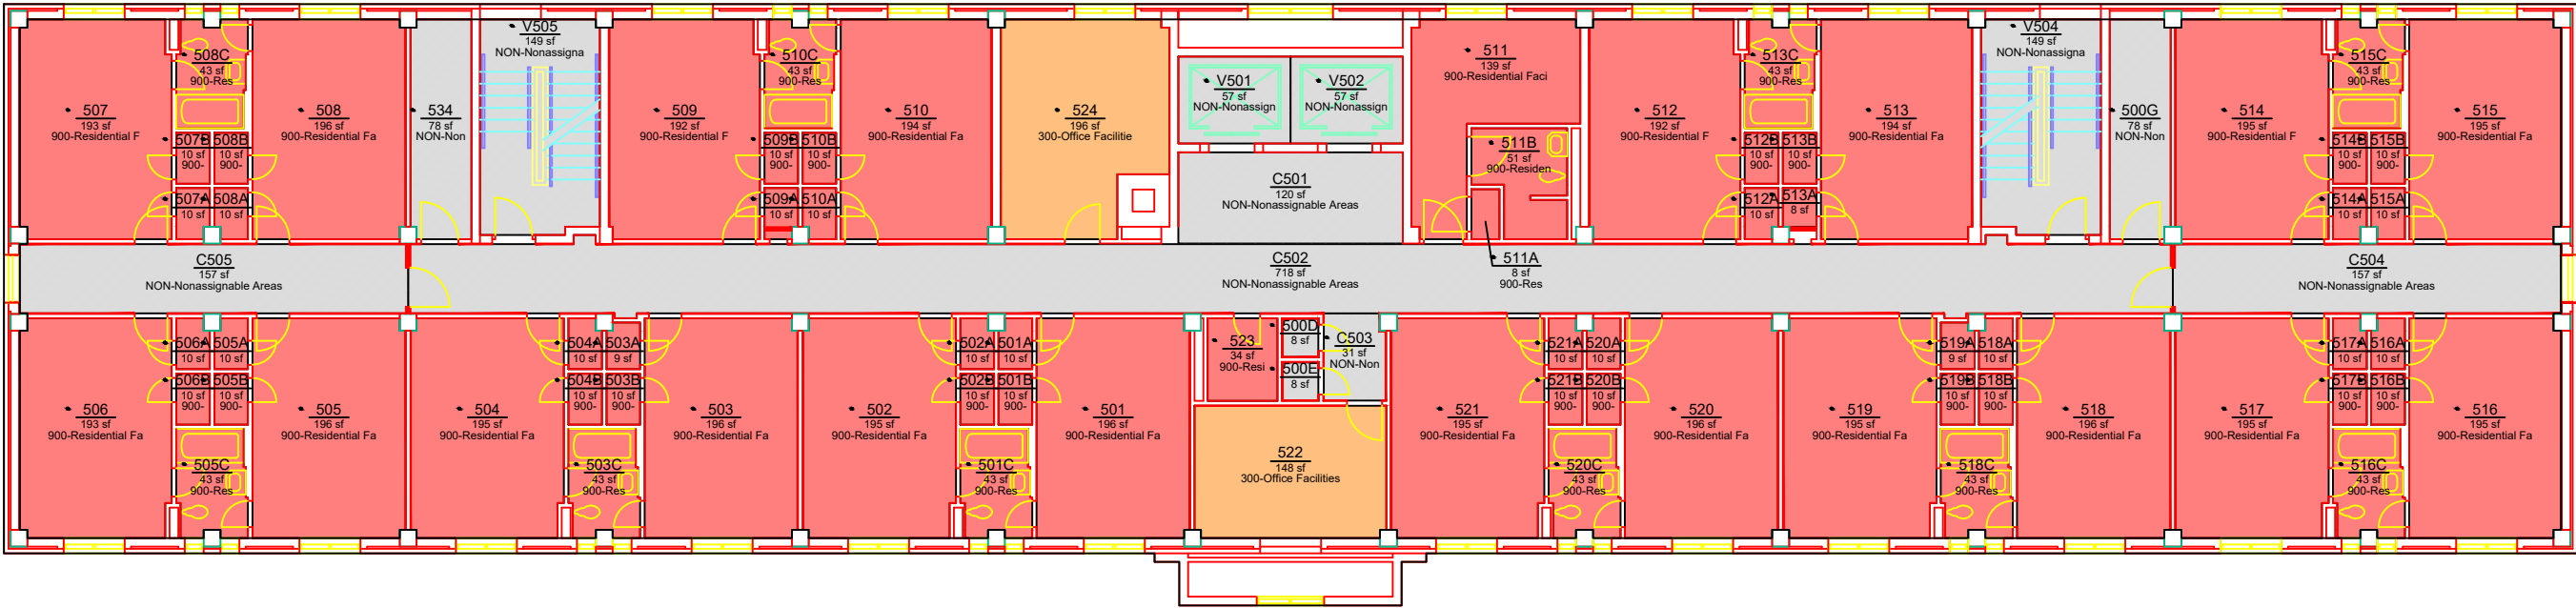 V505
149 sf
NON-Nonassigna
V504
149 sf
NON-Nonassigna
508C
43 sf
900-Res
510C
43 sf
900-Res
511
139 sf
900-Residential Faci
513C
43 sf
900-Res
515C
43 sf
900-Res
507
193 sf
900-Residential F
508
196 sf
900-Residential Fa
534
78 sf
NON-Non
509
192 sf
900-Residential F
510
194 sf
900-Residential Fa
524
196 sf
300-Office Facilitie
V501
57 sf
NON-Nonassign
V502
57 sf
NON-Nonassign
512
192 sf
900-Residential F
513
194 sf
900-Residential Fa
500G
78 sf
NON-Non
514
195 sf
900-Residential F
515
195 sf
900-Residential Fa
507B
10 sf
900-
508B
10 sf
900-
509B
10 sf
900-
510B
10 sf
900-
511B
51 sf
900-Residen
512B
10 sf
900-
513B
10 sf
900-
514B
10 sf
900-
515B
10 sf
900-
507A
10 sf
508A
10 sf
509A
10 sf
510A
10 sf
C501
120 sf
NON-Nonassignable Areas
512A
10 sf
513A
8 sf
514A
10 sf
515A
10 sf
C505
157 sf
NON-Nonassignable Areas
C502
718 sf
NON-Nonassignable Areas
511A
8 sf
900-Res
C504
157 sf
NON-Nonassignable Areas
506A
10 sf
505A
10 sf
504A
10 sf
503A
9 sf
502A
10 sf
501A
10 sf
523
34 sf
900-Resi
500D
8 sf
C503
31 sf
NON-Non
500E
8 sf
521A
10 sf
520A
10 sf
519A
9 sf
518A
10 sf
517A
10 sf
516A
10 sf
506B
10 sf
900-
505B
10 sf
900-
504B
10 sf
900-
503B
10 sf
900-
502B
10 sf
900-
501B
10 sf
900-
521B
10 sf
900-
520B
10 sf
900-
519B
10 sf
900-
518B
10 sf
900-
517B
10 sf
900-
516B
10 sf
900-
506
193 sf
900-Residential Fa
505
196 sf
900-Residential Fa
504
195 sf
900-Residential Fa
503
196 sf
900-Residential Fa
502
195 sf
900-Residential Fa
501
196 sf
900-Residential Fa
522
148 sf
300-Office Facilities
521
195 sf
900-Residential Fa
520
196 sf
900-Residential Fa
519
195 sf
900-Residential Fa
518
196 sf
900-Residential Fa
517
195 sf
900-Residential Fa
516
195 sf
900-Residential Fa
505C
43 sf
900-Res
503C
43 sf
900-Res
501C
43 sf
900-Res
520C
43 sf
900-Res
518C
43 sf
900-Res
516C
43 sf
900-Res